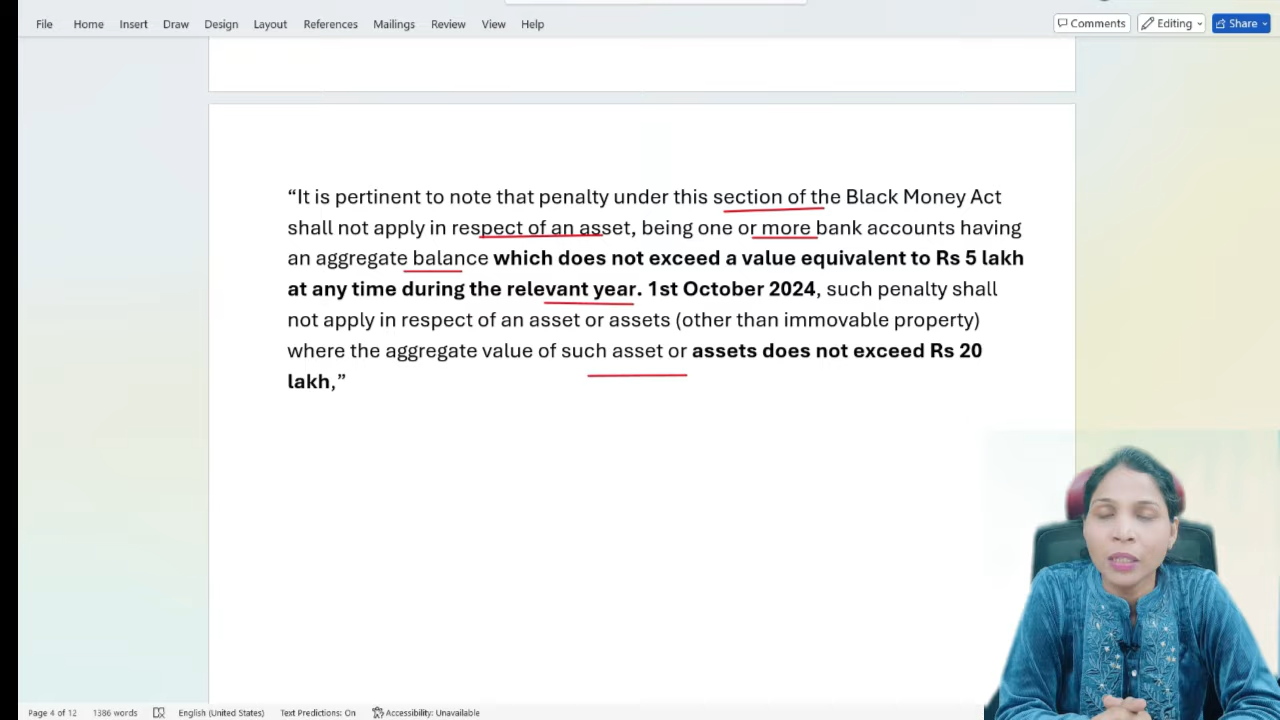 File Home Insert Draw Design Layout References Mailings Review View Help
Comments Editing Share
“It is pertinent to note that penalty under this section of the Black Money Act
shall not apply in respect of an asset, being one or more bank accounts having
an aggregate balance which does not exceed a value equivalent to Rs 5 lakh
at any time during the relevant year. 1st October 2024, such penalty shall
not apply in respect of an asset or assets (other than immovable property)
where the aggregate value of such asset or assets does not exceed Rs 20
lakh,”
Page 4 of 12 1386 words English (United States) Text Predictions: On Accessibility: Unavailable